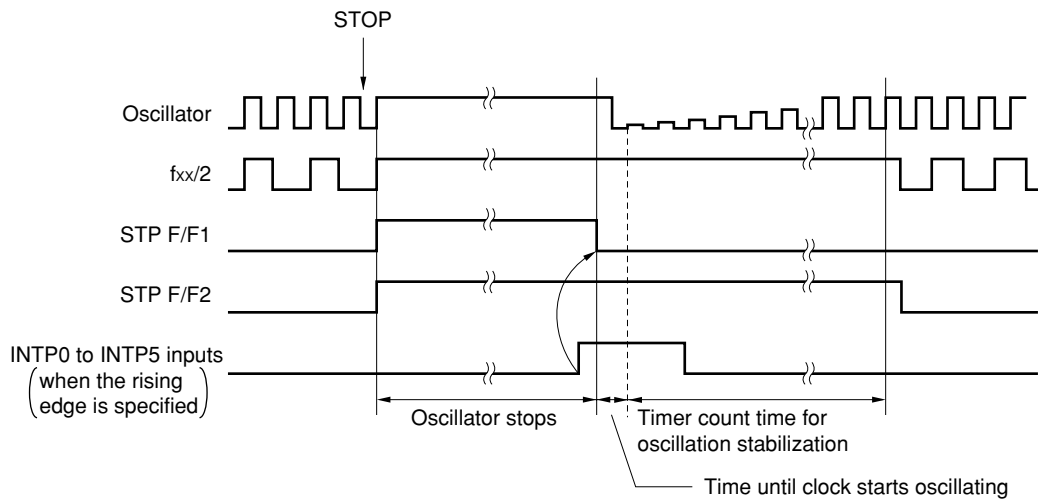 STOP
Oscillator
fxx/2
STP F/F1
STP F/F2
INTP0 to INTP5 inputs
(when the rising
edge is specified)
Oscillator stops
Timer count time for
oscillation stabilization
Time until clock starts oscillating